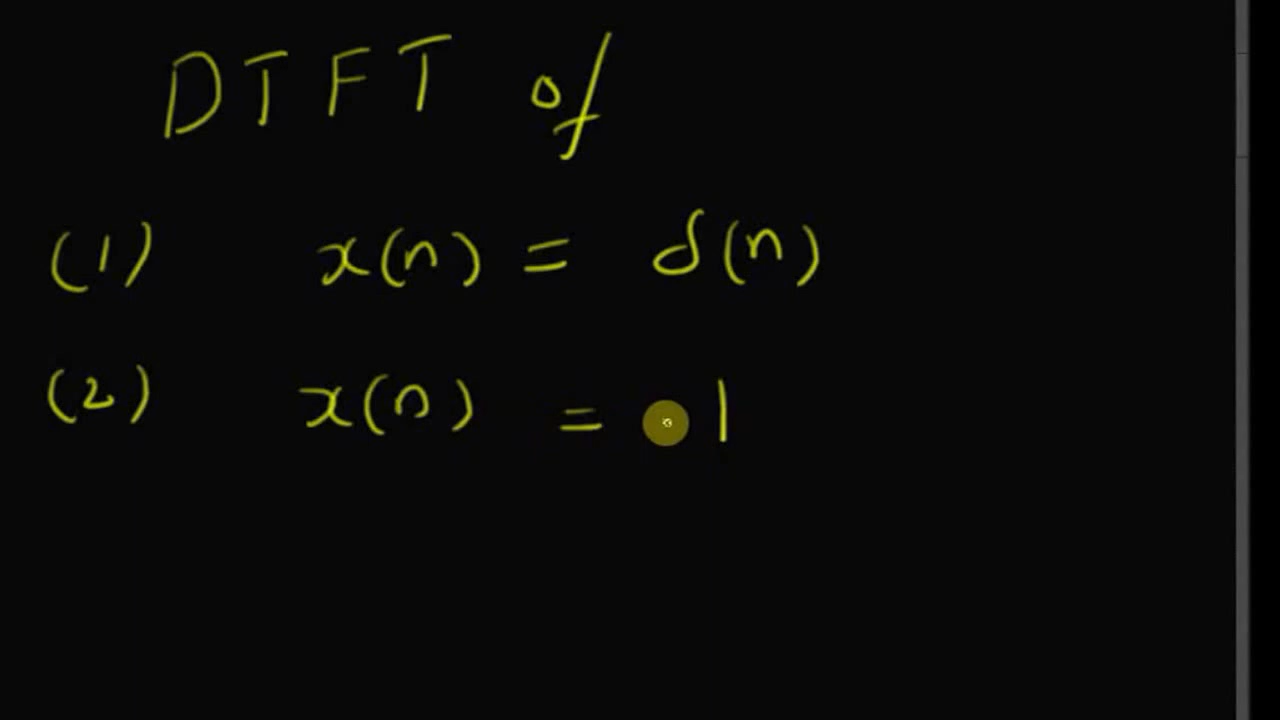 DTFT of
(1) x(n) = δ(n)
(2) x(n) = 1